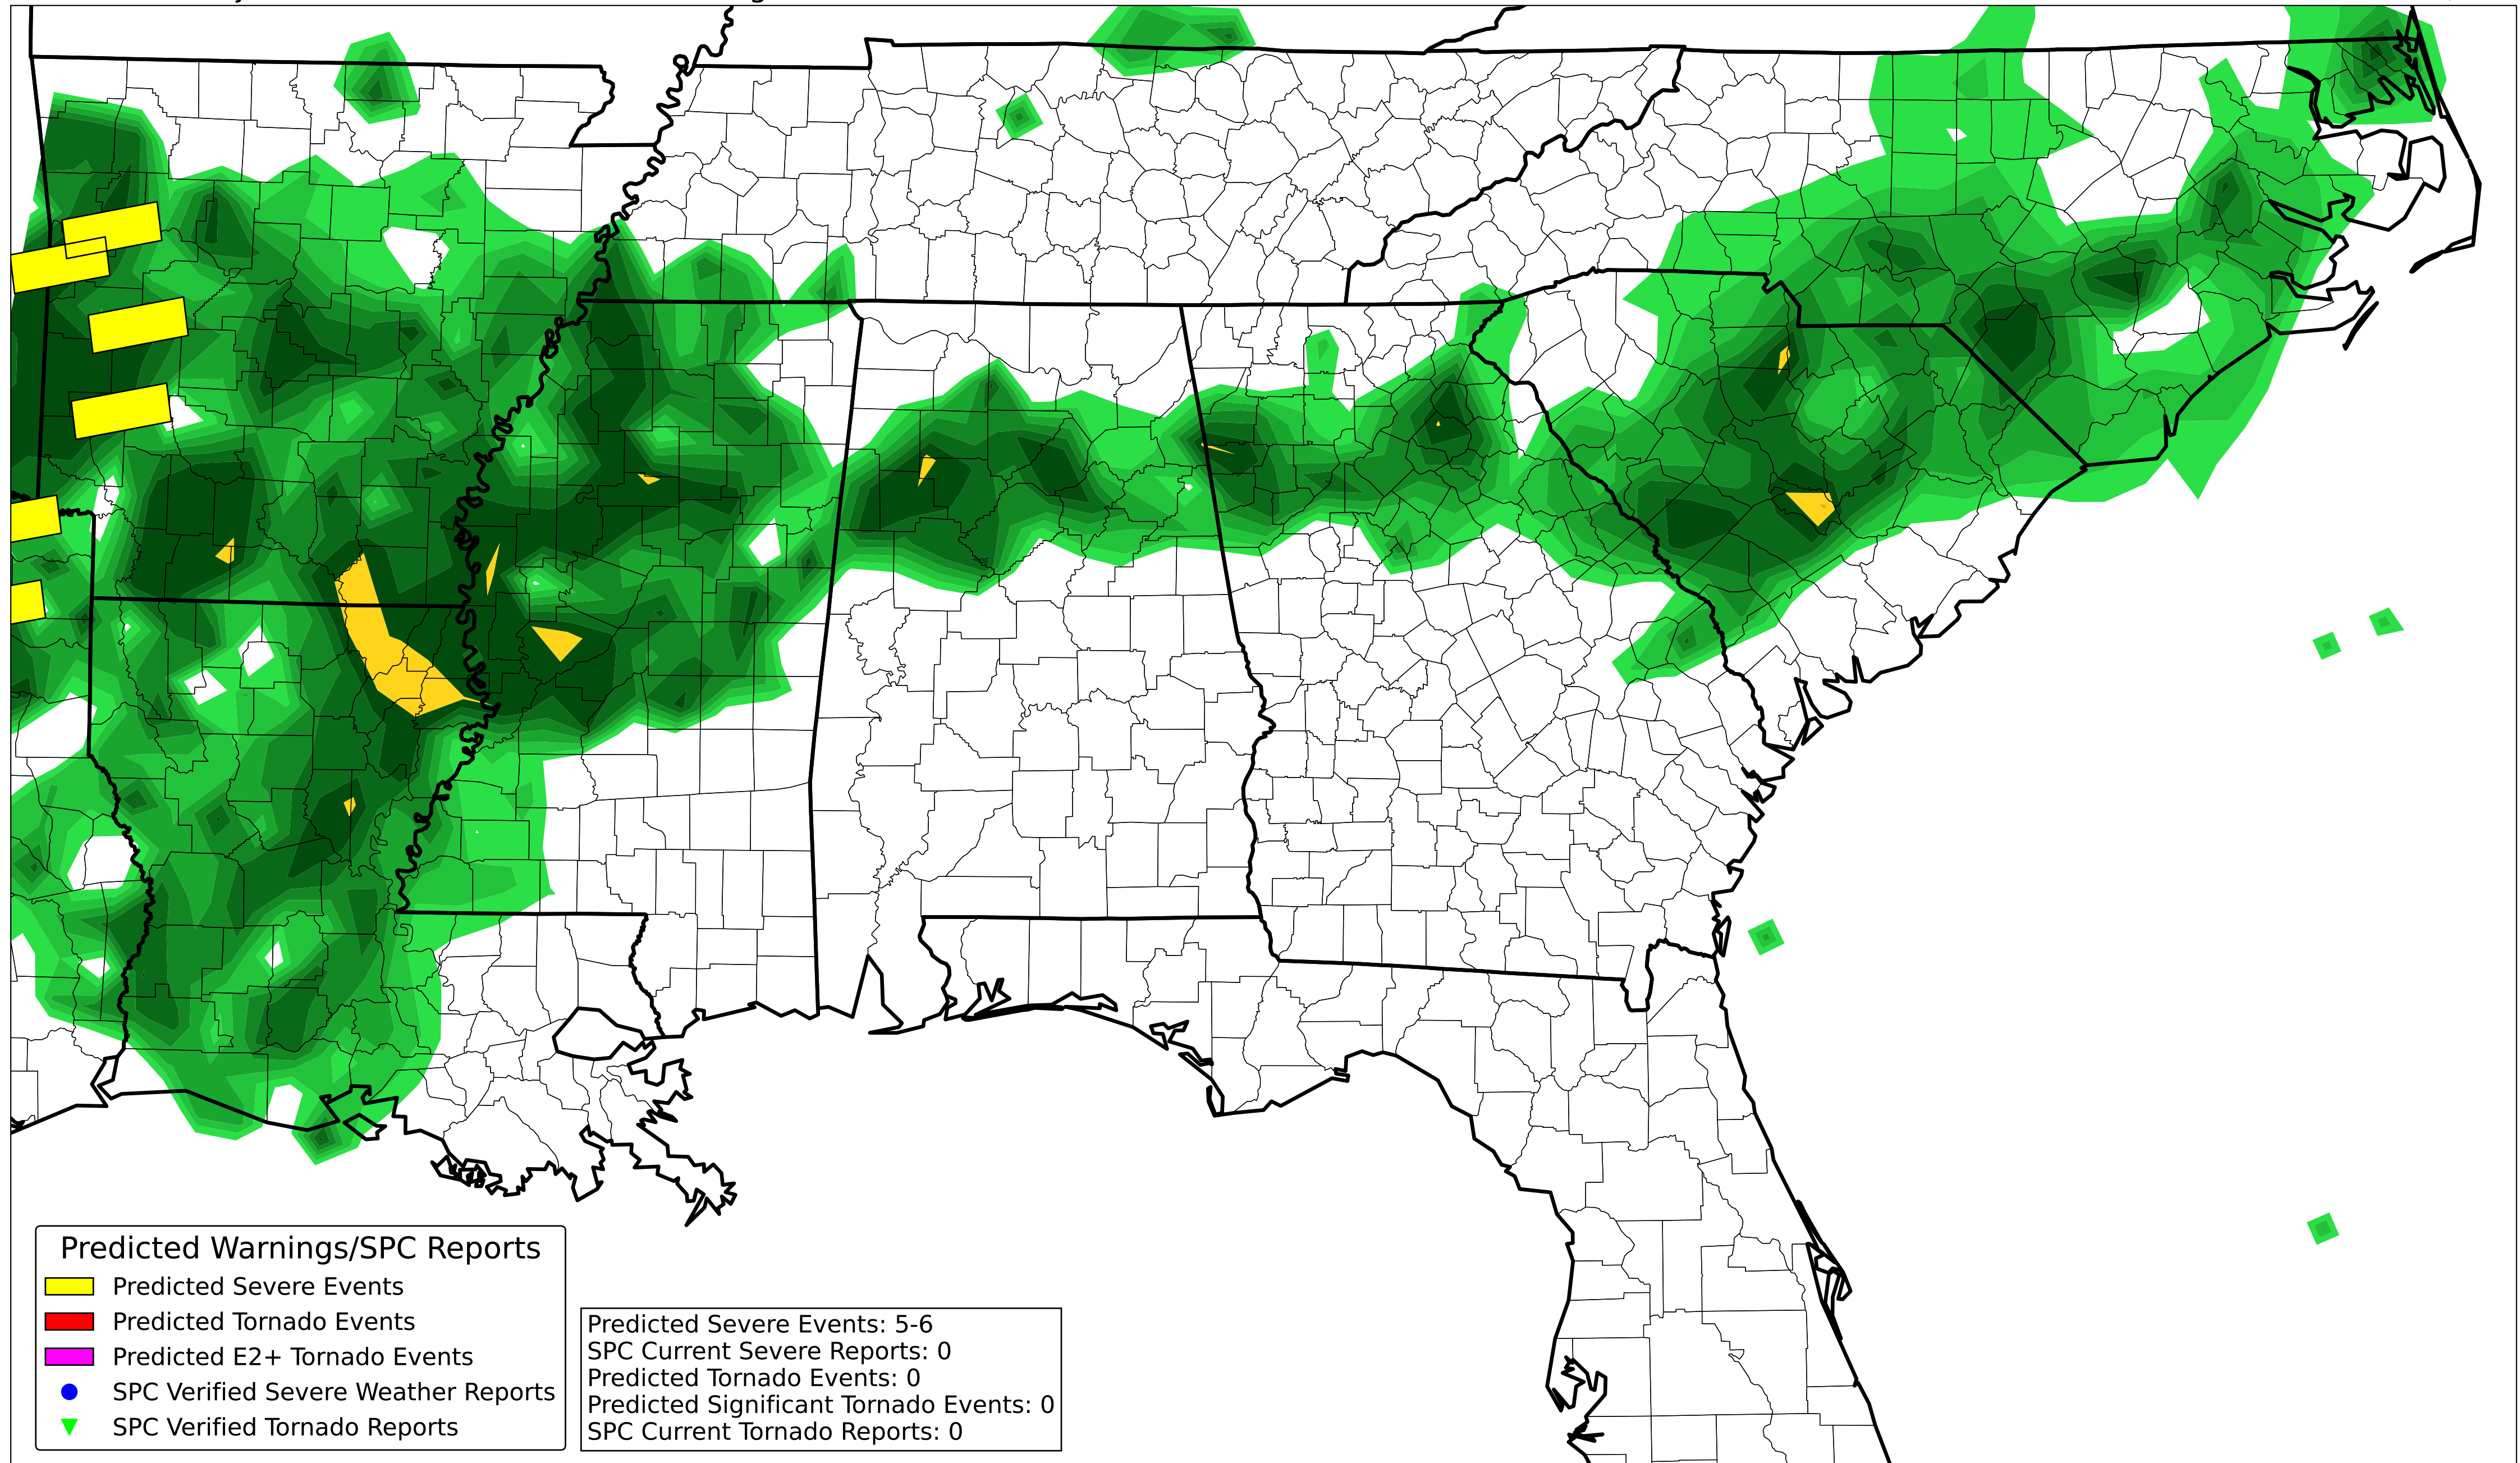 Predicted Warnings/SPC Reports
Predicted Severe Events
Predicted Tornado Events
Predicted E2+ Tornado Events
SPC Verified Severe Weather Reports
SPC Verified Tornado Reports
Predicted Severe Events: 5-6
SPC Current Severe Reports: 0
Predicted Tornado Events: 0
Predicted Significant Tornado Events: 0
SPC Current Tornado Reports: 0